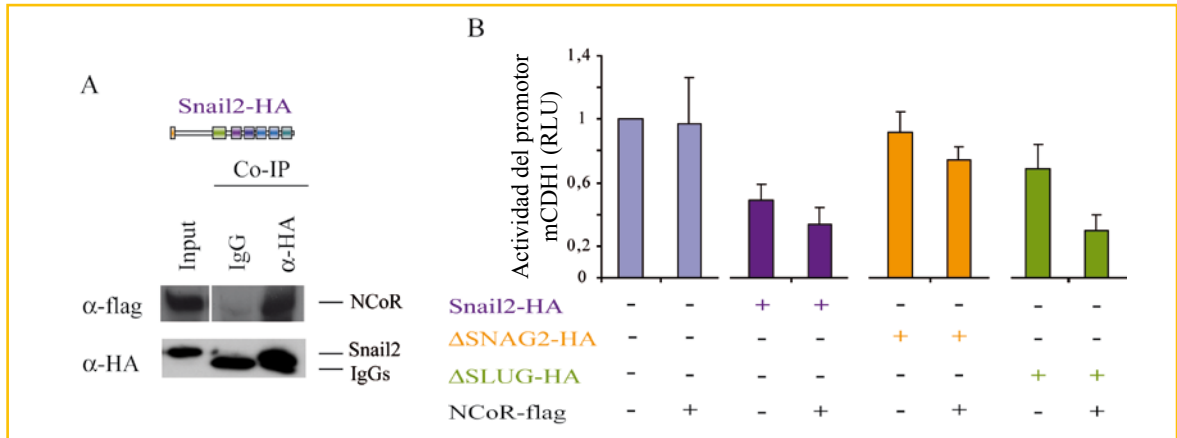 A
Snail2-HA
Co-IP
Input
IgG
α-HA
α-flag
NCoR
α-HA
Snail2
IgGs
B
Actividad del promotor
mCDH1 (RLU)
1,4
1
0,6
0,2
0
Snail2-HA - - + + - - - -
ΔSNAG2-HA - - - - + + - -
ΔSLUG-HA - - - - - - + +
NCoR-flag - + - + - + - +